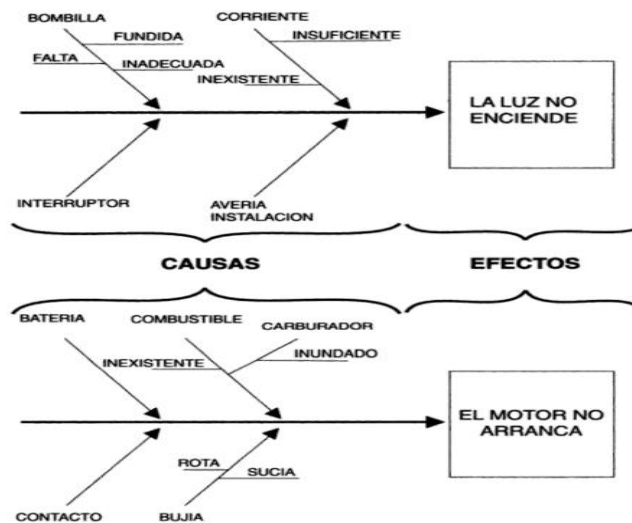 BOMBILLA
CORRIENTE
FUNDIDA
INSUFICIENTE
FALTA
INADECUADA
INEXISTENTE
LA LUZ NO
ENCIENDE
INTERRUPTOR
AVERIA
INSTALACION
CAUSAS
EFECTOS
BATERIA
COMBUSTIBLE
CARBURADOR
INEXISTENTE
INUNDADO
EL MOTOR NO
ARRANCA
ROTA
SUCIA
CONTACTO
BUJIA